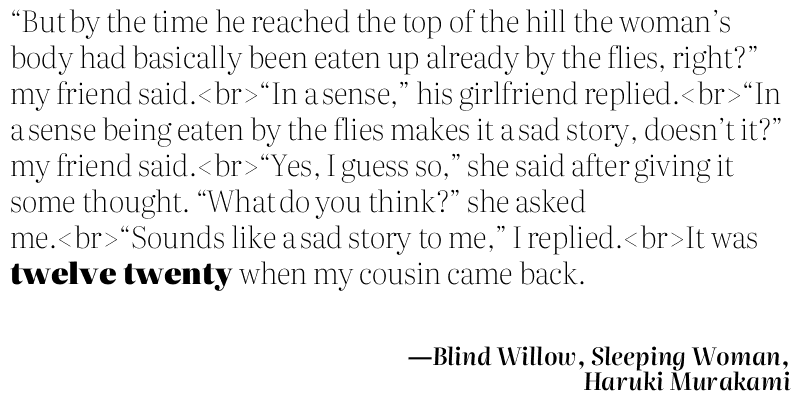 “But by the time he reached the top of the hill the woman’s
body had basically been eaten up already by the flies, right?”
my friend said.<br>“In a sense,” his girlfriend replied.<br>“In
a sense being eaten by the flies makes it a sad story, doesn’t it?”
my friend said.<br>“Yes, I guess so,” she said after giving it
some thought. “What do you think?” she asked
me.<br>“Sounds like a sad story to me,” I replied.<br>It was
twelve twenty when my cousin came back.
—Blind Willow, Sleeping Woman,
Haruki Murakami